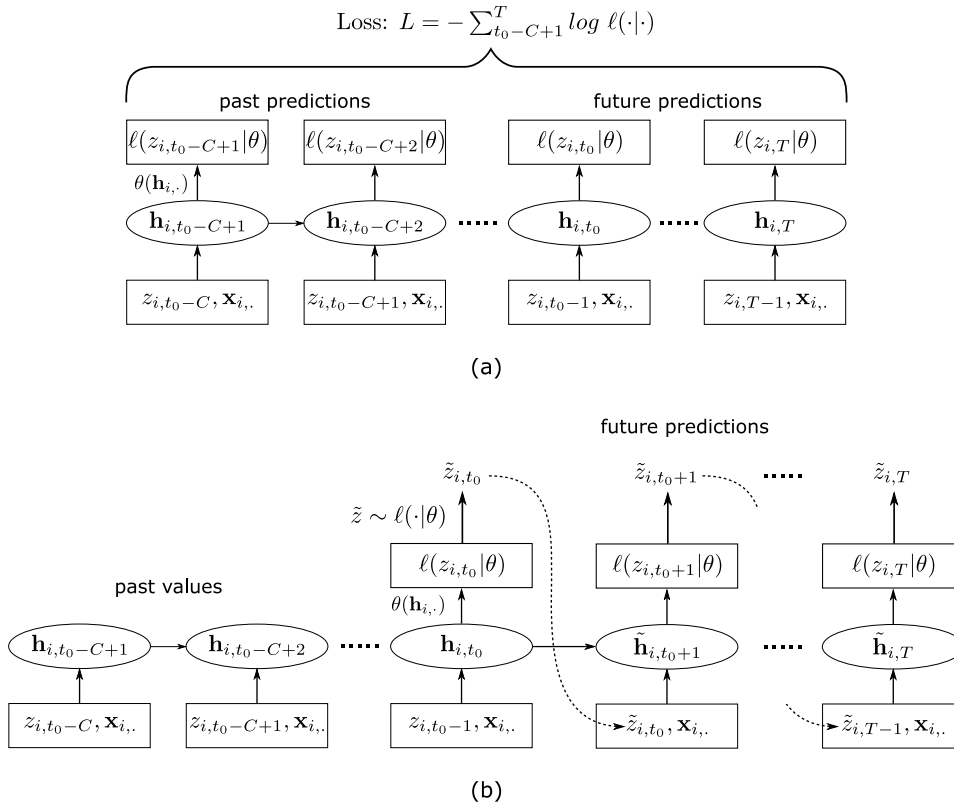 Loss: L = − ∑_{t₀−C+1}^{T} log ℓ(·|·)
past predictions future predictions
ℓ(z_{i,t₀−C+1}|θ) ℓ(z_{i,t₀−C+2}|θ) ℓ(z_{i,t₀}|θ) ℓ(z_{i,T}|θ)
θ(𝐡_{i,·})
𝐡_{i,t₀−C+1} 𝐡_{i,t₀−C+2} 𝐡_{i,t₀} 𝐡_{i,T}
z_{i,t₀−C}, 𝐱_{i,.} z_{i,t₀−C+1}, 𝐱_{i,.} z_{i,t₀−1}, 𝐱_{i,.} z_{i,T−1}, 𝐱_{i,.}
(a)
future predictions
z̃_{i,t₀} z̃_{i,t₀+1} z̃_{i,T}
z̃ ∼ ℓ(·|θ)
ℓ(z_{i,t₀}|θ) ℓ(z_{i,t₀+1}|θ) ℓ(z_{i,T}|θ)
past values
θ(𝐡_{i,·})
𝐡_{i,t₀−C+1} 𝐡_{i,t₀−C+2} 𝐡_{i,t₀} 𝐡̃_{i,t₀+1} 𝐡̃_{i,T}
z_{i,t₀−C}, 𝐱_{i,.} z_{i,t₀−C+1}, 𝐱_{i,.} z_{i,t₀−1}, 𝐱_{i,.} z̃_{i,t₀}, 𝐱_{i,.} z̃_{i,T−1}, 𝐱_{i,.}
(b)